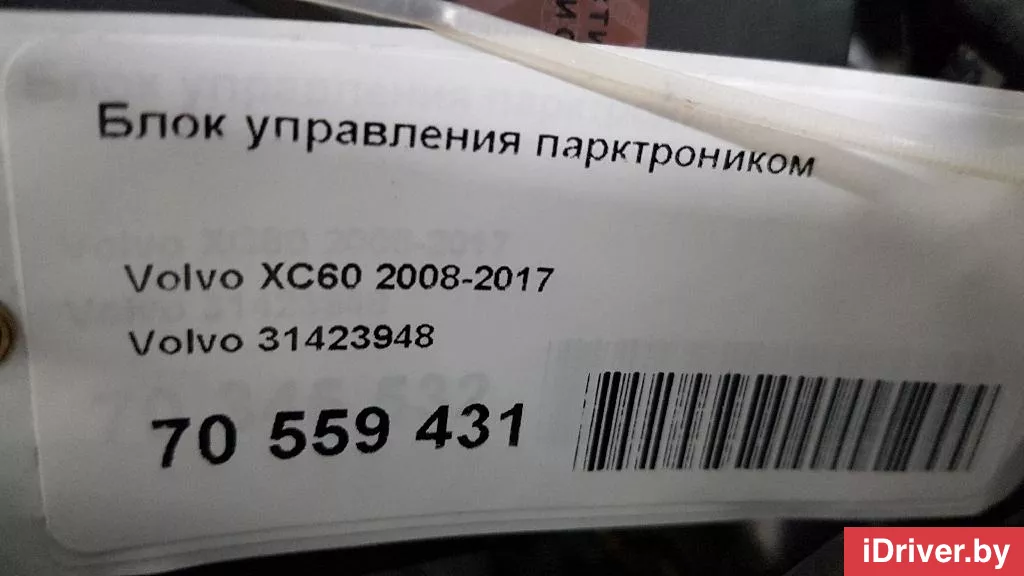 Блок управления парктроником
Volvo XC60 2008-2017
Volvo 31423948
70 559 431
iDriver.by